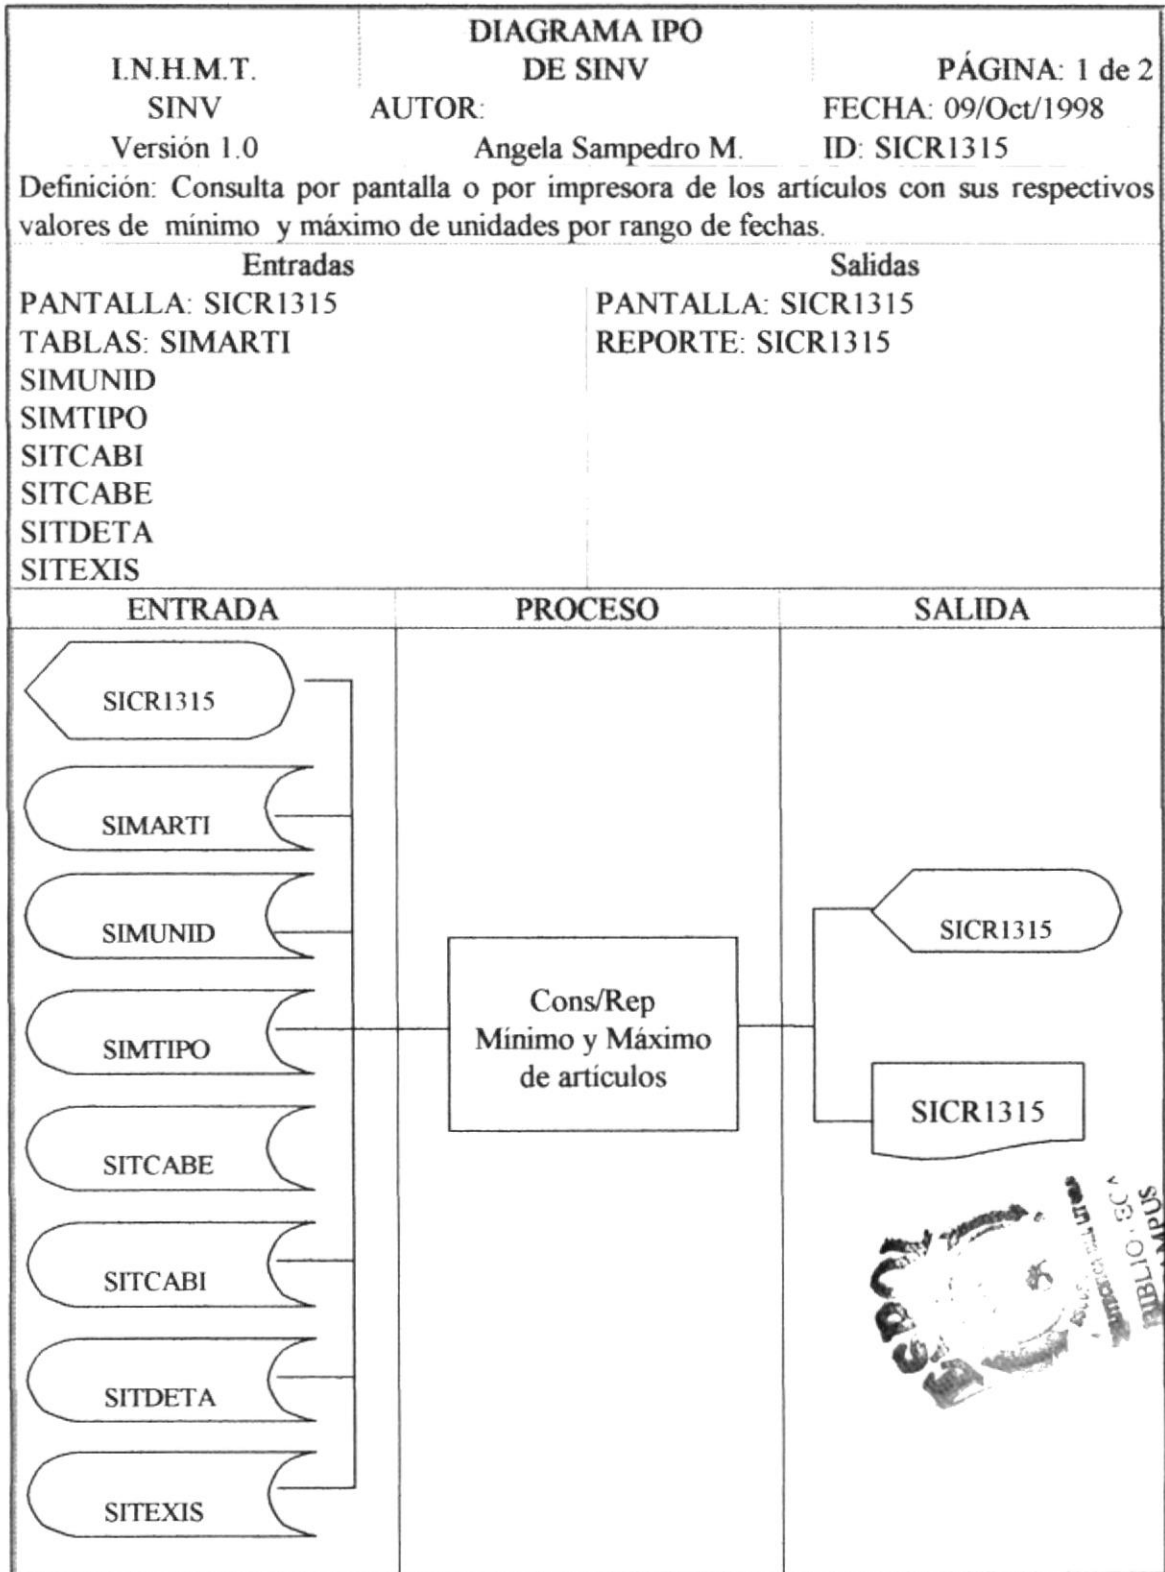 DIAGRAMA IPO
I.N.H.M.T. DE SINV PÁGINA: 1 de 2
SINV AUTOR: FECHA: 09/Oct/1998
Versión 1.0 Angela Sampedro M. ID: SICR1315
Definición: Consulta por pantalla o por impresora de los artículos con sus respectivos
valores de mínimo y máximo de unidades por rango de fechas.
Entradas Salidas
PANTALLA: SICR1315 PANTALLA: SICR1315
TABLAS: SIMARTI REPORTE: SICR1315
SIMUNID
SIMTIPO
SITCABI
SITCABE
SITDETA
SITEXIS
ENTRADA PROCESO SALIDA
SICR1315
SIMARTI
SIMUNID
SIMTIPO
SITCABE
SITCABI
SITDETA
SITEXIS
Cons/Rep
Mínimo y Máximo
de artículos
SICR1315
SICR1315